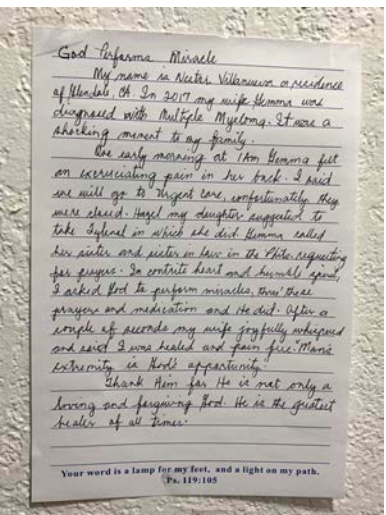 God Performs Miracle
My name is Nestor Villanueva a residence
of Glendale, CA. In 2017 my wife Gemma was
diagnosed with Multiple Myeloma. It was a
shocking moment to my family.
One early morning at 1Am Gemma felt
an excruciating pain in her back. I said
we will go to Urgent Care, unfortunately they
were closed. Hazel my daughter suggested to
take Tylenol in which she did. Gemma called
her sister and sister in law in the Phils. requesting
for prayers. In contrite heart and humble spirit,
I asked God to perform miracles, thru' these
prayers and medication and He did. After a
couple of seconds my wife joyfully whispered
and said I was healed and pain free. "Man's
extremity is God's opportunity."
Thank Him for He is not only a
loving and forgiving God. He is the greatest
healer of all times.
Your word is a lamp for my feet, and a light on my path.
Ps. 119:105